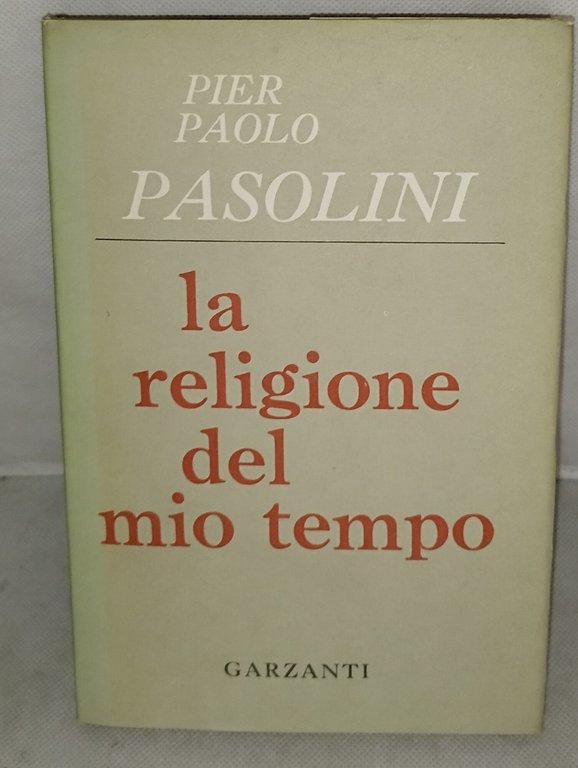 PIER
PAOLO
PASOLINI
la
religione
del
mio tempo
GARZANTI